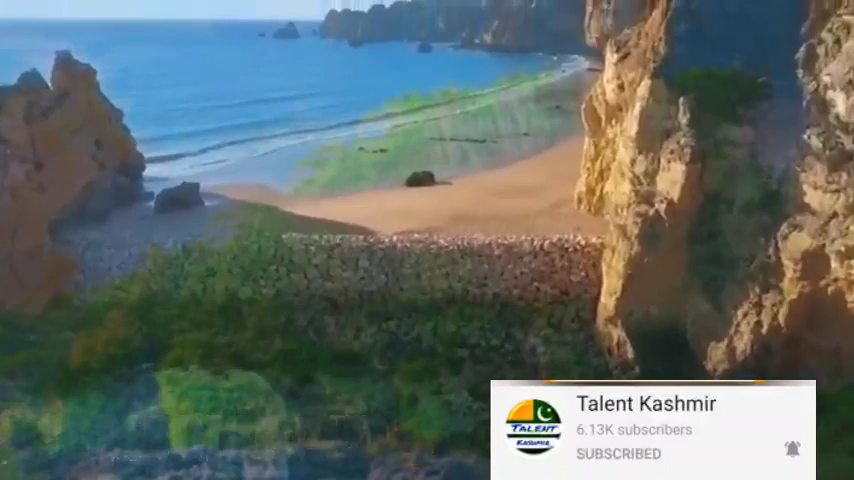 Talent Kashmir
6.13K subscribers
SUBSCRIBED
TALENT
KASHMIR